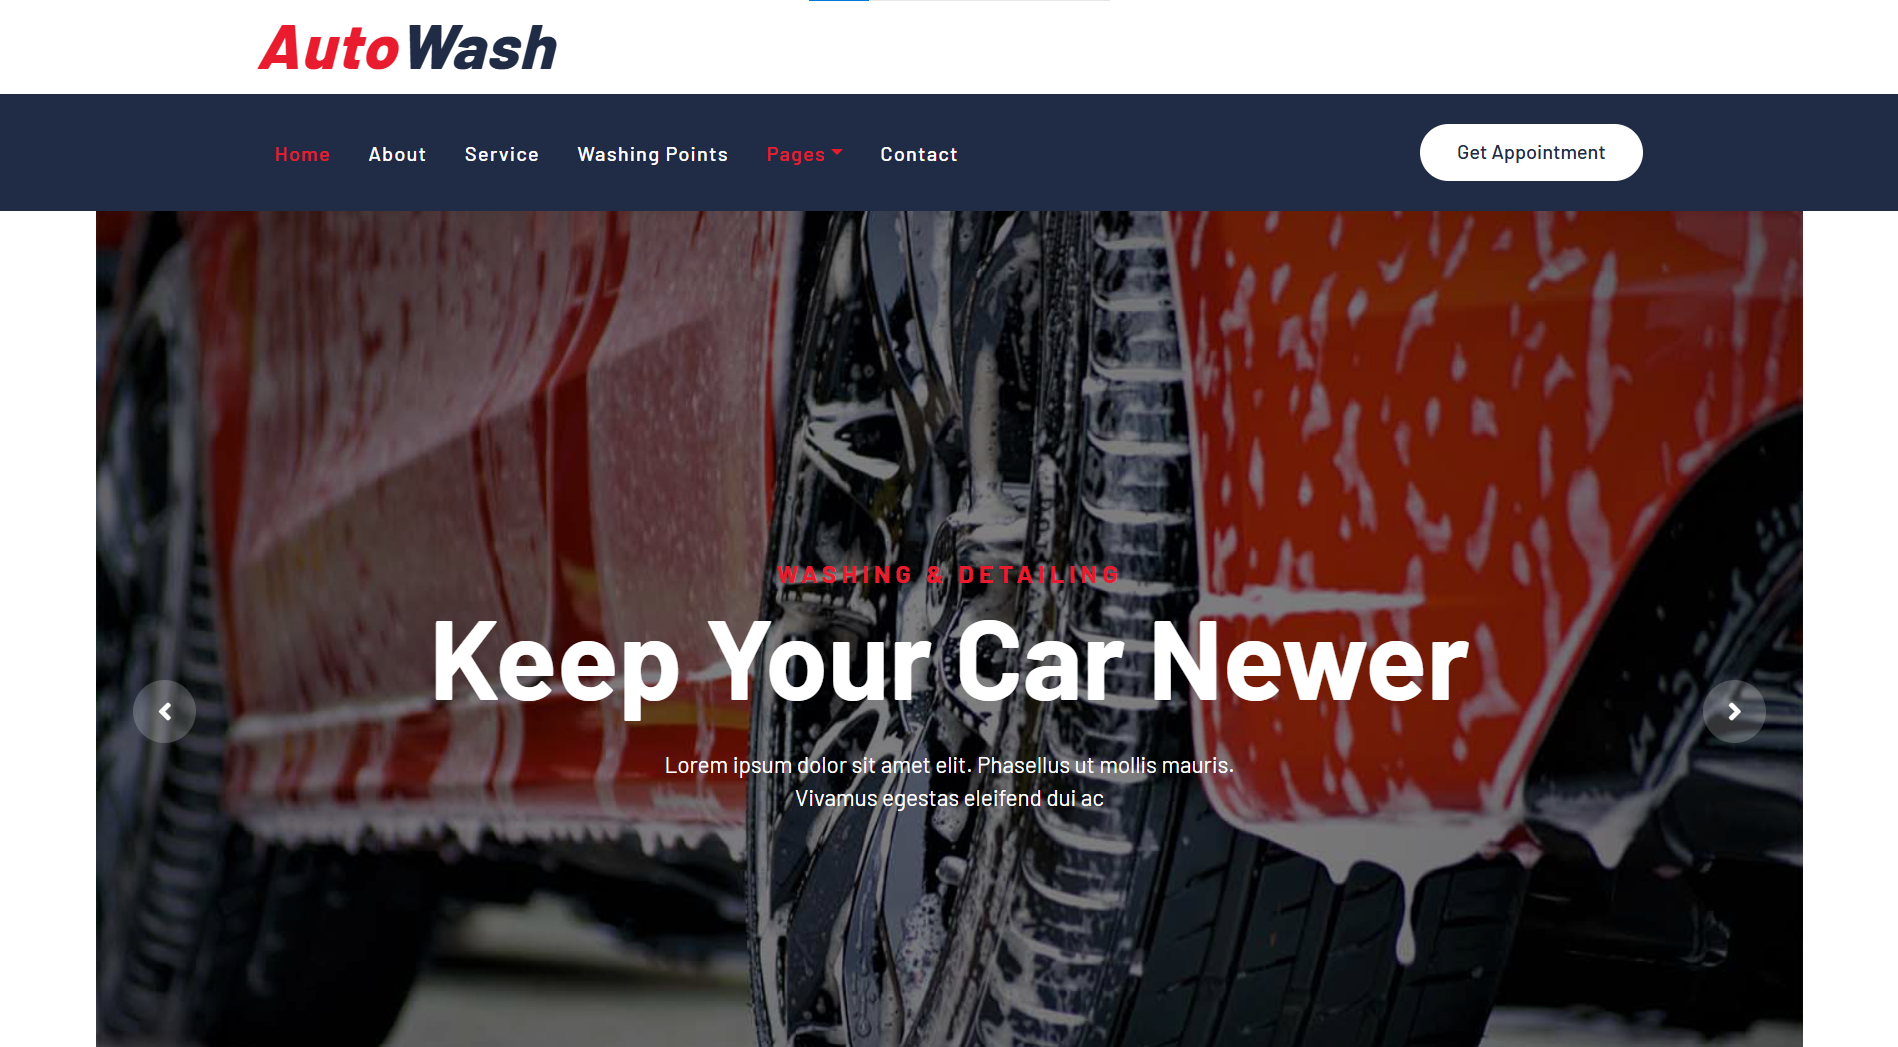 AutoWash
Home About Service Washing Points Pages Contact Get Appointment
WASHING & DETAILING
Keep Your Car Newer
Lorem ipsum dolor sit amet elit. Phasellus ut mollis mauris.
Vivamus egestas eleifend dui ac